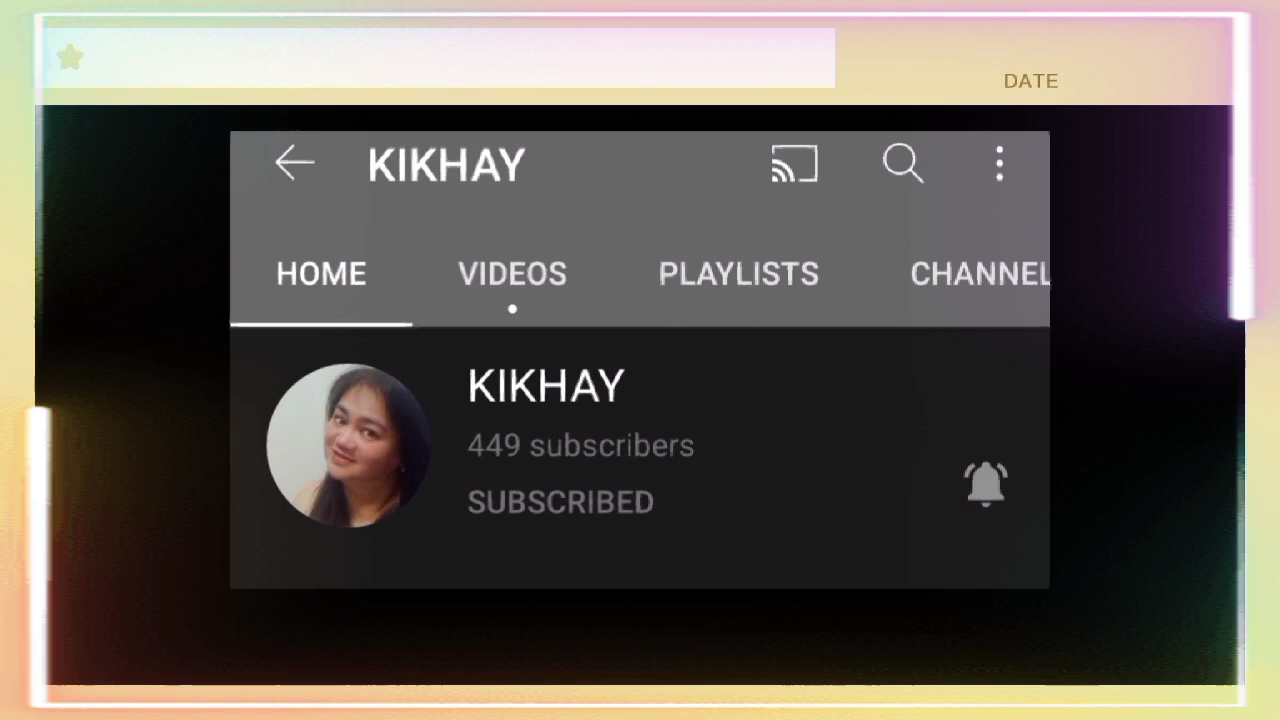 DATE
KIKHAY
HOME VIDEOS PLAYLISTS CHANNEL
KIKHAY
449 subscribers
SUBSCRIBED